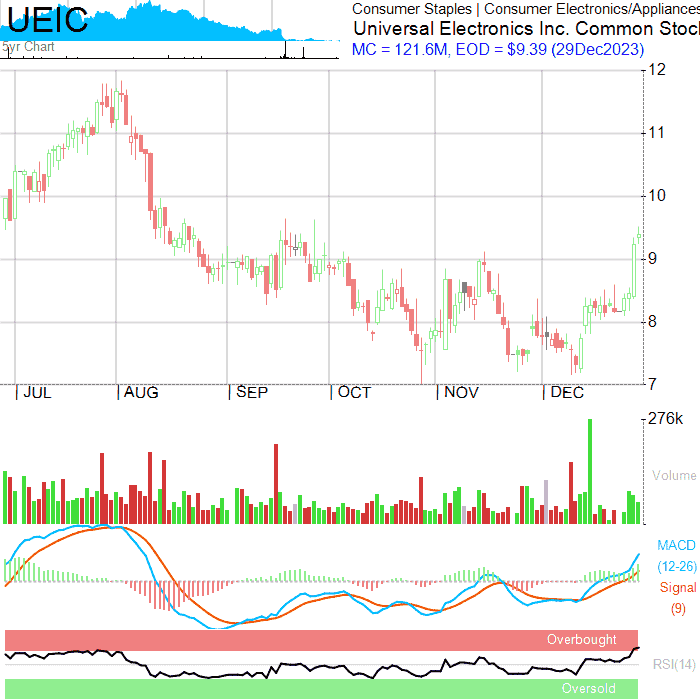 UEIC
5yr Chart
Consumer Staples | Consumer Electronics/Appliances
Universal Electronics Inc. Common Stoc
MC = 121.6M, EOD = $9.39 (29Dec2023)
12
11
10
9
8
7
JUL AUG SEP OCT NOV DEC
276k
Volume
MACD
(12-26)
Signal
(9)
Overbought
RSI(14)
Oversold